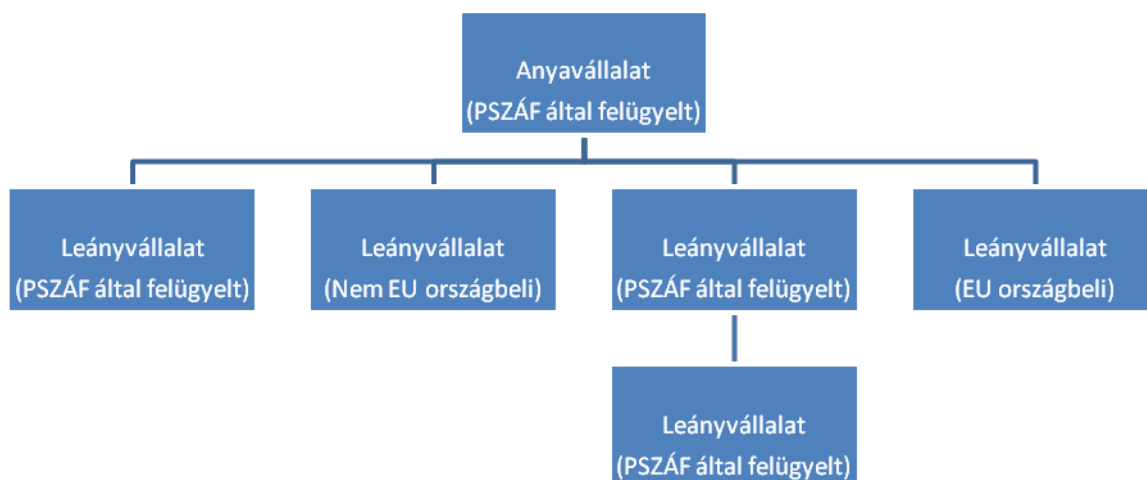 Anyavállalat
(PSZÁF által felügyelt)
Leányvállalat
(PSZÁF által felügyelt)
Leányvállalat
(Nem EU országbeli)
Leányvállalat
(PSZÁF által felügyelt)
Leányvállalat
(EU országbeli)
Leányvállalat
(PSZÁF által felügyelt)